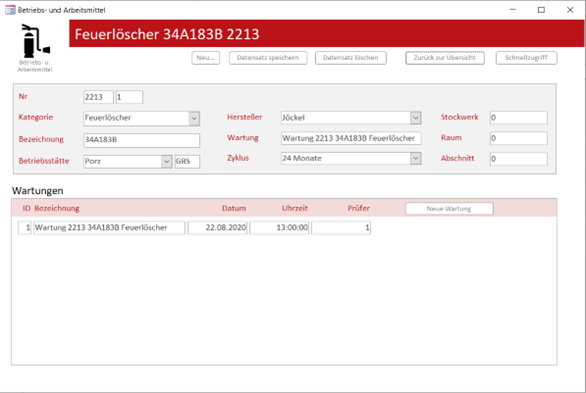 Betriebs- und Arbeitsmittel
Feuerlöscher 34A183B 2213
Betriebs- u.
Arbeitsmittel
Neu... Datensatz speichern Datensatz löschen Zurück zur Übersicht Schnellzugriff
Nr 2213 1
Kategorie Feuerlöscher Hersteller Jöckel Stockwerk 0
Bezeichnung 34A183B Wartung Wartung 2213 34A183B Feuerlöscher Raum 0
Betriebsstätte Porz GBS Zyklus 24 Monate Abschnitt 0
Wartungen
ID Bezeichnung Datum Uhrzeit Prüfer Neue Wartung
1 Wartung 2213 34A183B Feuerlöscher 22.08.2020 13:00:00 1